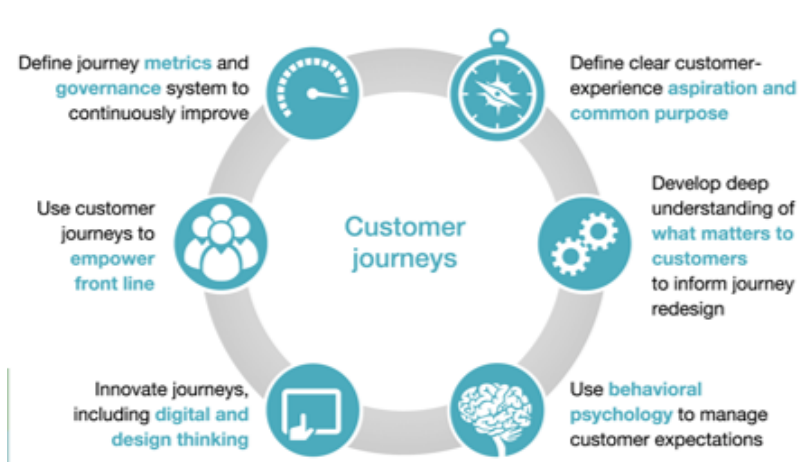 Define journey metrics and
governance system to
continuously improve
Define clear customer-
experience aspiration and
common purpose
Use customer
journeys to
empower
front line
Customer
journeys
Develop deep
understanding of
what matters to
customers
to inform journey
redesign
Innovate journeys,
including digital and
design thinking
Use behavioral
psychology to manage
customer expectations